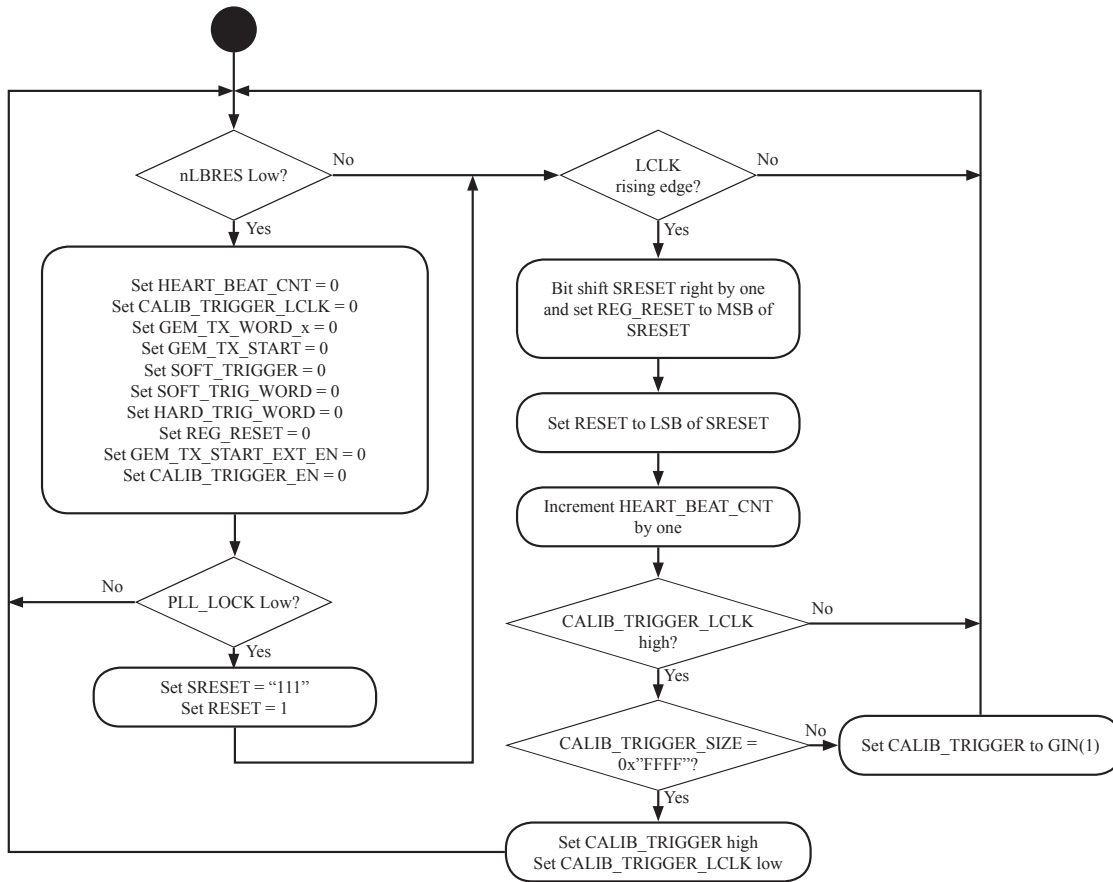 nLBRES Low?
No
Yes
Set HEART_BEAT_CNT = 0
Set CALIB_TRIGGER_LCLK = 0
Set GEM_TX_WORD_x = 0
Set GEM_TX_START = 0
Set SOFT_TRIGGER = 0
Set SOFT_TRIG_WORD = 0
Set HARD_TRIG_WORD = 0
Set REG_RESET = 0
Set GEM_TX_START_EXT_EN = 0
Set CALIB_TRIGGER_EN = 0
No
PLL_LOCK Low?
Yes
Set SRESET = “111”
Set RESET = 1
LCLK
rising edge?
No
Yes
Bit shift SRESET right by one
and set REG_RESET to MSB of
SRESET
Set RESET to LSB of SRESET
Increment HEART_BEAT_CNT
by one
CALIB_TRIGGER_LCLK
high?
No
Yes
CALIB_TRIGGER_SIZE =
0x”FFFF”?
No
Set CALIB_TRIGGER to GIN(1)
Yes
Set CALIB_TRIGGER high
Set CALIB_TRIGGER_LCLK low